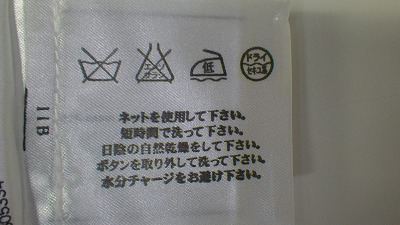 エンソ
サラシ
低
ドライ
セキユ系
ネットを使用して下さい。
短時間で洗って下さい。
日陰の自然乾燥をして下さい。
ボタンを取り外して洗って下さい。
水分チャージをお避け下さい。
11B